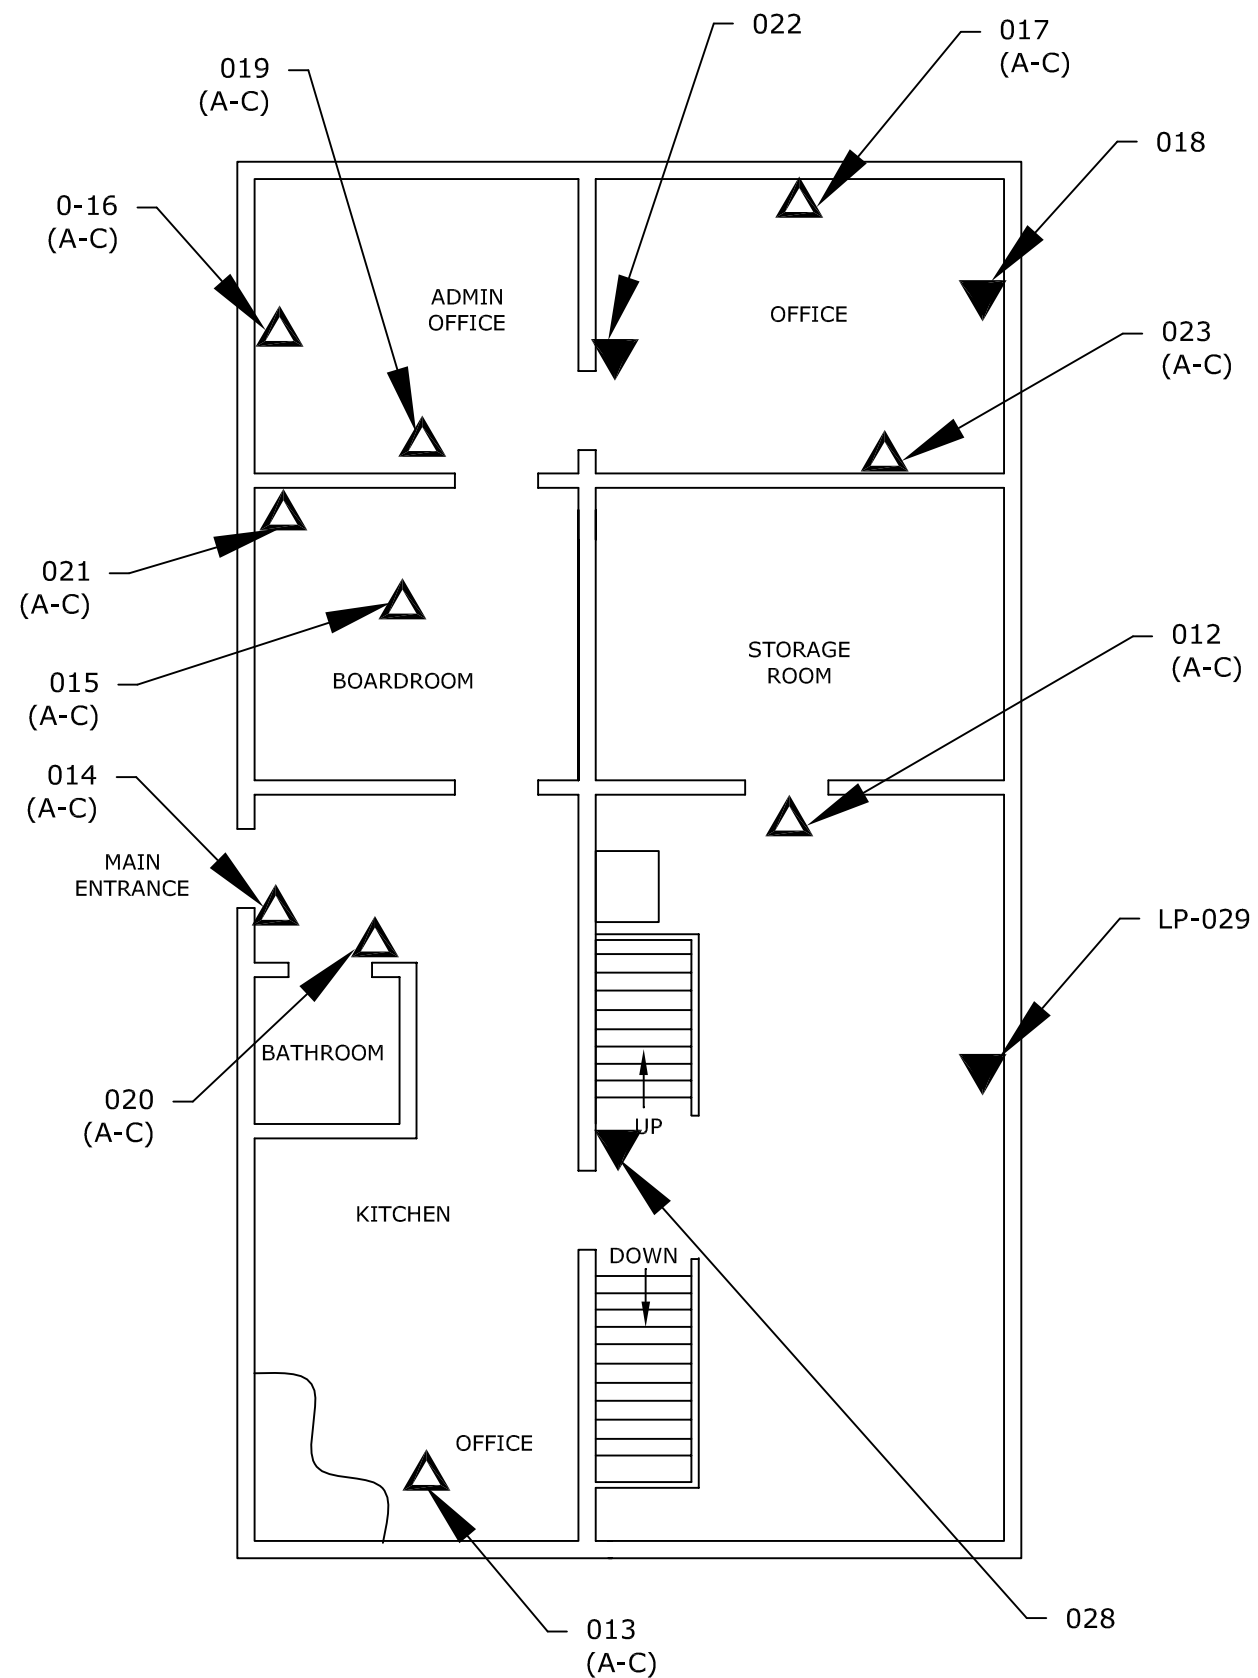 022
017
(A-C)
019
(A-C)
018
0-16
(A-C)
ADMIN
OFFICE
OFFICE
023
(A-C)
021
(A-C)
015
(A-C)
BOARDROOM
STORAGE
ROOM
012
(A-C)
014
(A-C)
MAIN
ENTRANCE
LP-029
BATHROOM
020
(A-C)
UP
KITCHEN
DOWN
OFFICE
028
013
(A-C)